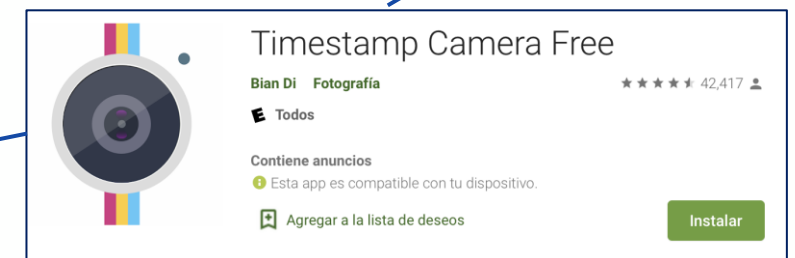 Timestamp Camera Free
Bian Di Fotografía 42,417
E Todos
Contiene anuncios
Esta app es compatible con tu dispositivo.
Agregar a la lista de deseos Instalar